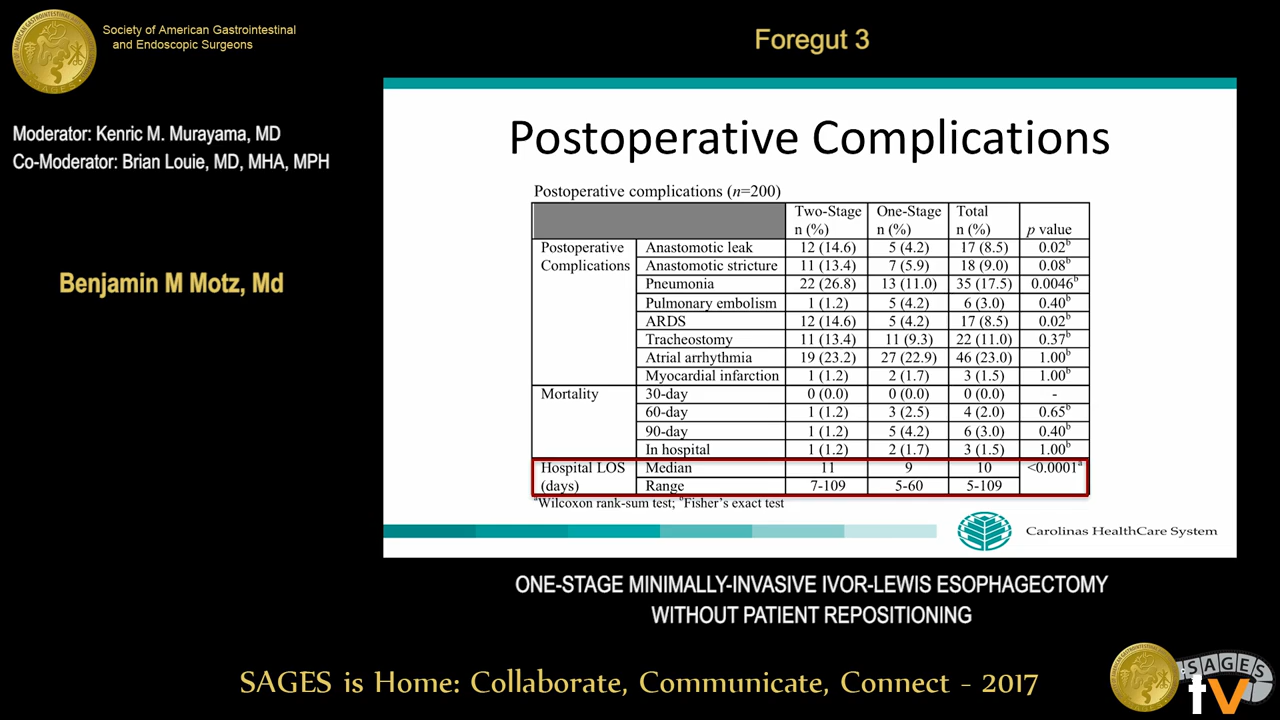 Society of American Gastrointestinal
and Endoscopic Surgeons
Foregut 3
Moderator: Kenric M. Murayama, MD
Co-Moderator: Brian Louie, MD, MHA, MPH
Benjamin M Motz, Md
Postoperative Complications
Postoperative complications (n=200)
Two-Stage n (%) One-Stage n (%) Total n (%) p value
Postoperative Complications
Anastomotic leak 12 (14.6) 5 (4.2) 17 (8.5) 0.02b
Anastomotic stricture 11 (13.4) 7 (5.9) 18 (9.0) 0.08b
Pneumonia 22 (26.8) 13 (11.0) 35 (17.5) 0.0046b
Pulmonary embolism 1 (1.2) 5 (4.2) 6 (3.0) 0.40b
ARDS 12 (14.6) 5 (4.2) 17 (8.5) 0.02b
Tracheostomy 11 (13.4) 11 (9.3) 22 (11.0) 0.37b
Atrial arrhythmia 19 (23.2) 27 (22.9) 46 (23.0) 1.00b
Myocardial infarction 1 (1.2) 2 (1.7) 3 (1.5) 1.00b
Mortality 30-day 0 (0.0) 0 (0.0) 0 (0.0) -
60-day 1 (1.2) 3 (2.5) 4 (2.0) 0.65b
90-day 1 (1.2) 5 (4.2) 6 (3.0) 0.40b
In hospital 1 (1.2) 2 (1.7) 3 (1.5) 1.00b
Hospital LOS Median 11 9 10 <0.0001a
(days) Range 7-109 5-60 5-109
aWilcoxon rank-sum test; bFisher's exact test
Carolinas HealthCare System
ONE-STAGE MINIMALLY-INVASIVE IVOR-LEWIS ESOPHAGECTOMY
WITHOUT PATIENT REPOSITIONING
SAGES is Home: Collaborate, Communicate, Connect - 2017
SAGES
tv